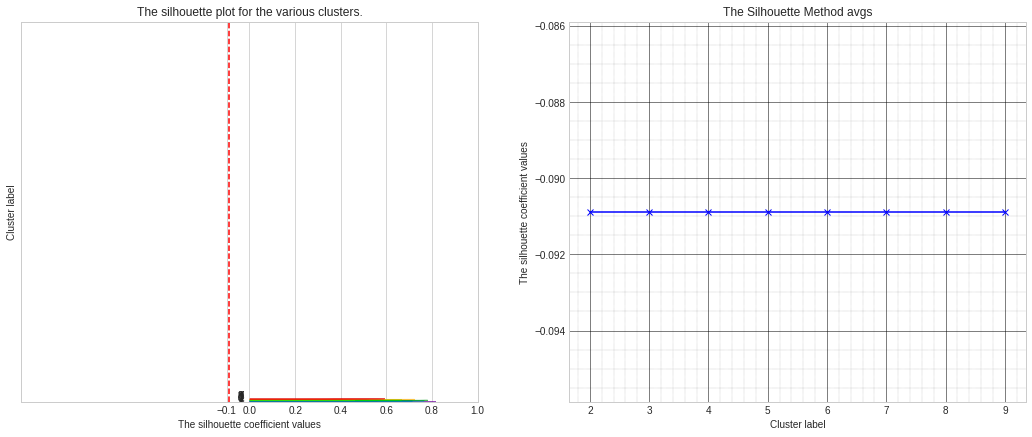 The silhouette plot for the various clusters.
Cluster label
−0.1 0.0 0.2 0.4 0.6 0.8 1.0
The silhouette coefficient values
The Silhouette Method avgs
The silhouette coefficient values
−0.086
−0.088
−0.090
−0.092
−0.094
2 3 4 5 6 7 8 9
Cluster label